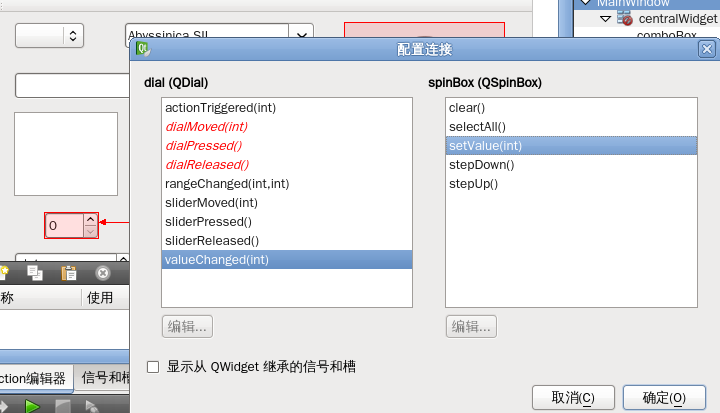 MainWindow
centralWidget
Abyssinica SIL
comboBox
配置连接
dial (QDial)
spinBox (QSpinBox)
actionTriggered(int)
dialMoved(int)
dialPressed()
dialReleased()
rangeChanged(int,int)
sliderMoved(int)
sliderPressed()
sliderReleased()
valueChanged(int)
clear()
selectAll()
setValue(int)
stepDown()
stepUp()
0
称
使用
编辑...
编辑...
显示从 QWidget 继承的信号和槽
ction编辑器
信号和槽
取消(C)
确定(O)